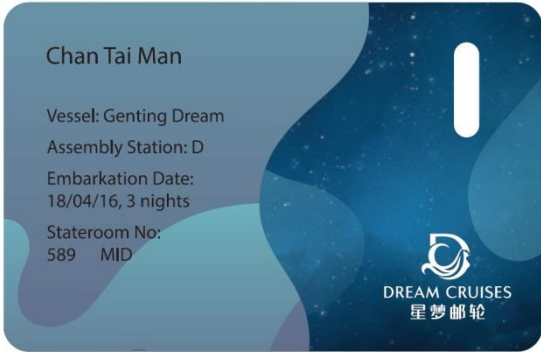 Chan Tai Man
Vessel: Genting Dream
Assembly Station: D
Embarkation Date:
18/04/16, 3 nights
Stateroom No:
589 MID
DREAM CRUISES
星梦邮轮